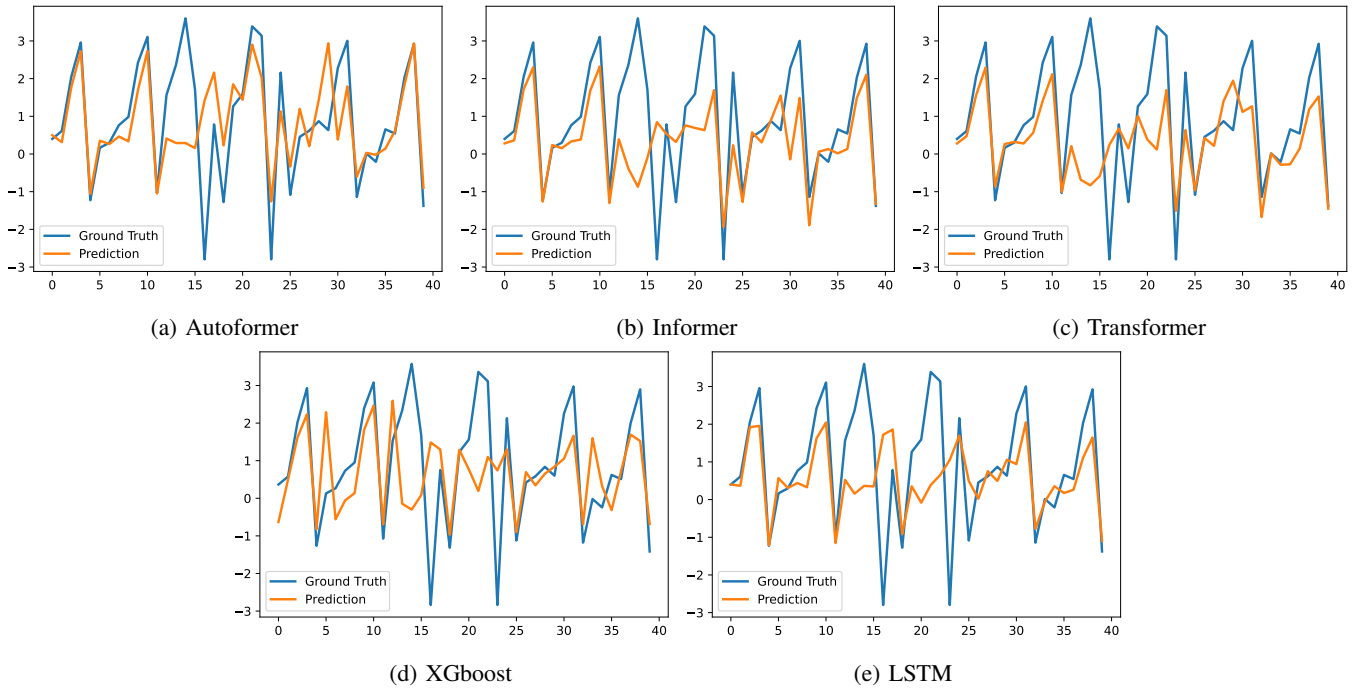 3
2
1
0
−1
−2
−3
Ground Truth
Prediction
0 5 10 15 20 25 30 35 40
(a) Autoformer
3
2
1
0
−1
−2
−3
Ground Truth
Prediction
0 5 10 15 20 25 30 35 40
(b) Informer
3
2
1
0
−1
−2
−3
Ground Truth
Prediction
0 5 10 15 20 25 30 35 40
(c) Transformer
3
2
1
0
−1
−2
−3
Ground Truth
Prediction
0 5 10 15 20 25 30 35 40
(d) XGboost
3
2
1
0
−1
−2
−3
Ground Truth
Prediction
0 5 10 15 20 25 30 35 40
(e) LSTM